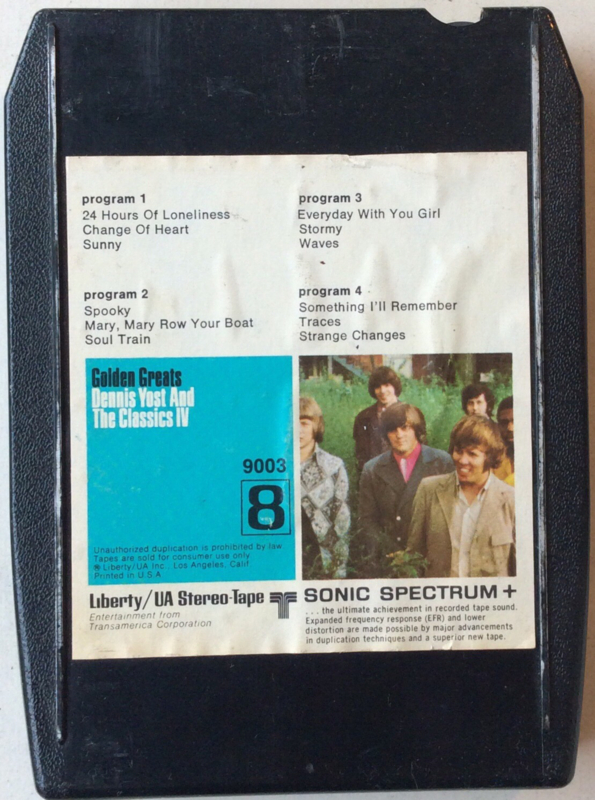 program 1
24 Hours Of Loneliness
Change Of Heart
Sunny
program 2
Spooky
Mary, Mary Row Your Boat
Soul Train
program 3
Everyday With You Girl
Stormy
Waves
program 4
Something I'll Remember
Traces
Strange Changes
Golden Greats
Dennis Yost And
The Classics IV
9003
8
Unauthorized duplication is prohibited by law
Tapes are sold for consumer use only
℗ Liberty/UA Inc. Los Angeles, Calif.
Printed in U.S.A.
Liberty/UA Stereo-Tape
Entertainment from
Transamerica Corporation
SONIC SPECTRUM +
... the ultimate achievement in recorded tape sound.
Expanded frequency response (EFR) and lower
distortion are made possible by major advancements
in duplication techniques and a superior new tape.